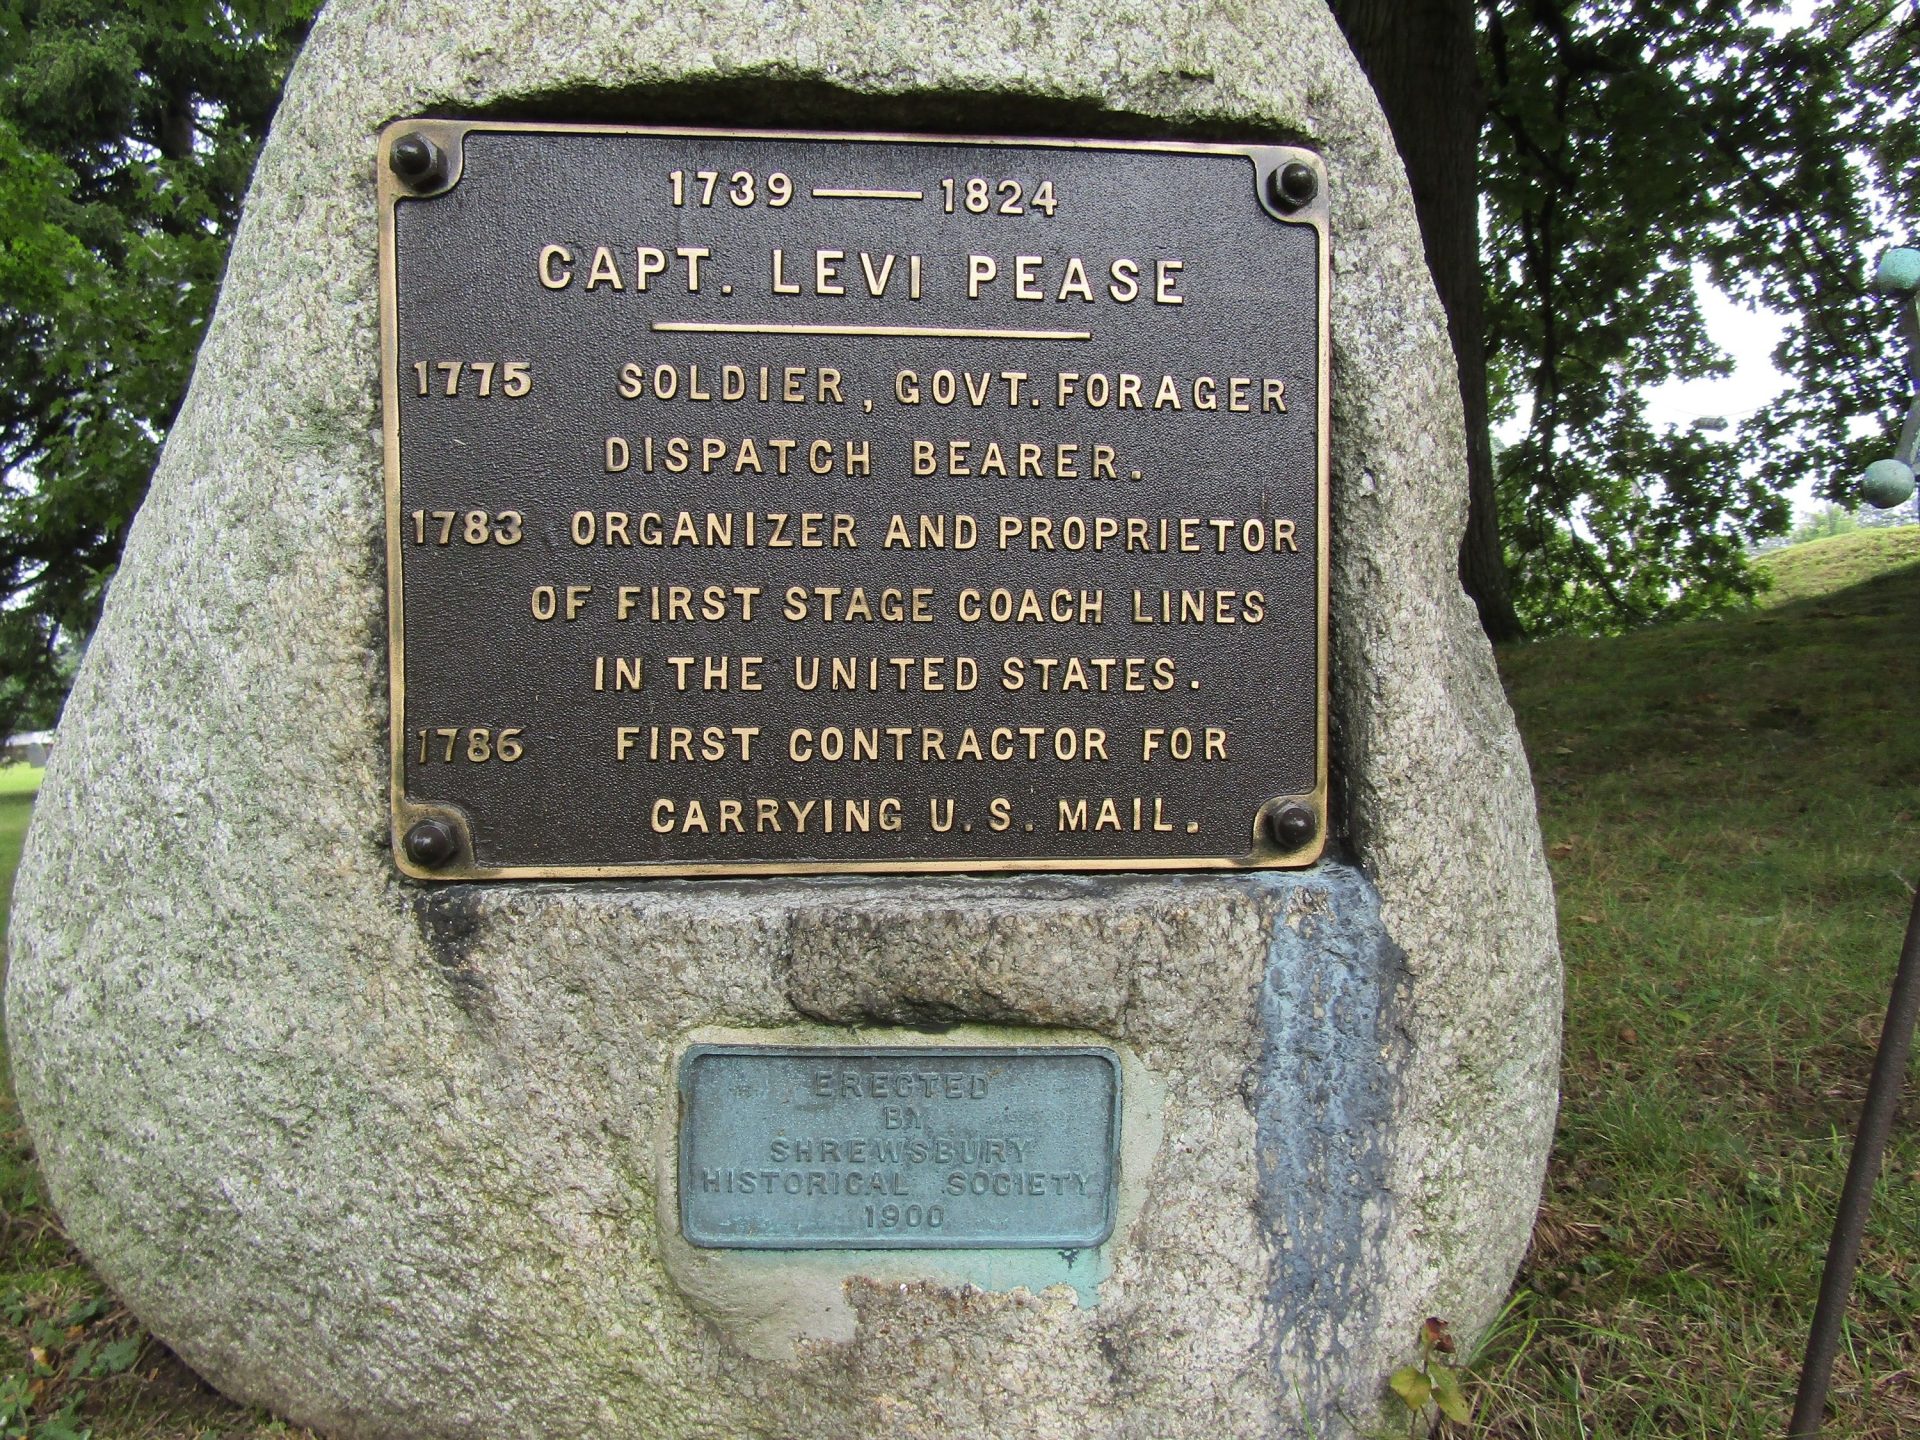 1739 — 1824
CAPT. LEVI PEASE
1775 SOLDIER, GOVT. FORAGER
DISPATCH BEARER.
1783 ORGANIZER AND PROPRIETOR
OF FIRST STAGE COACH LINES
IN THE UNITED STATES.
1786 FIRST CONTRACTOR FOR
CARRYING U.S. MAIL.
ERECTED
BY
SHREWSBURY
HISTORICAL SOCIETY
1900